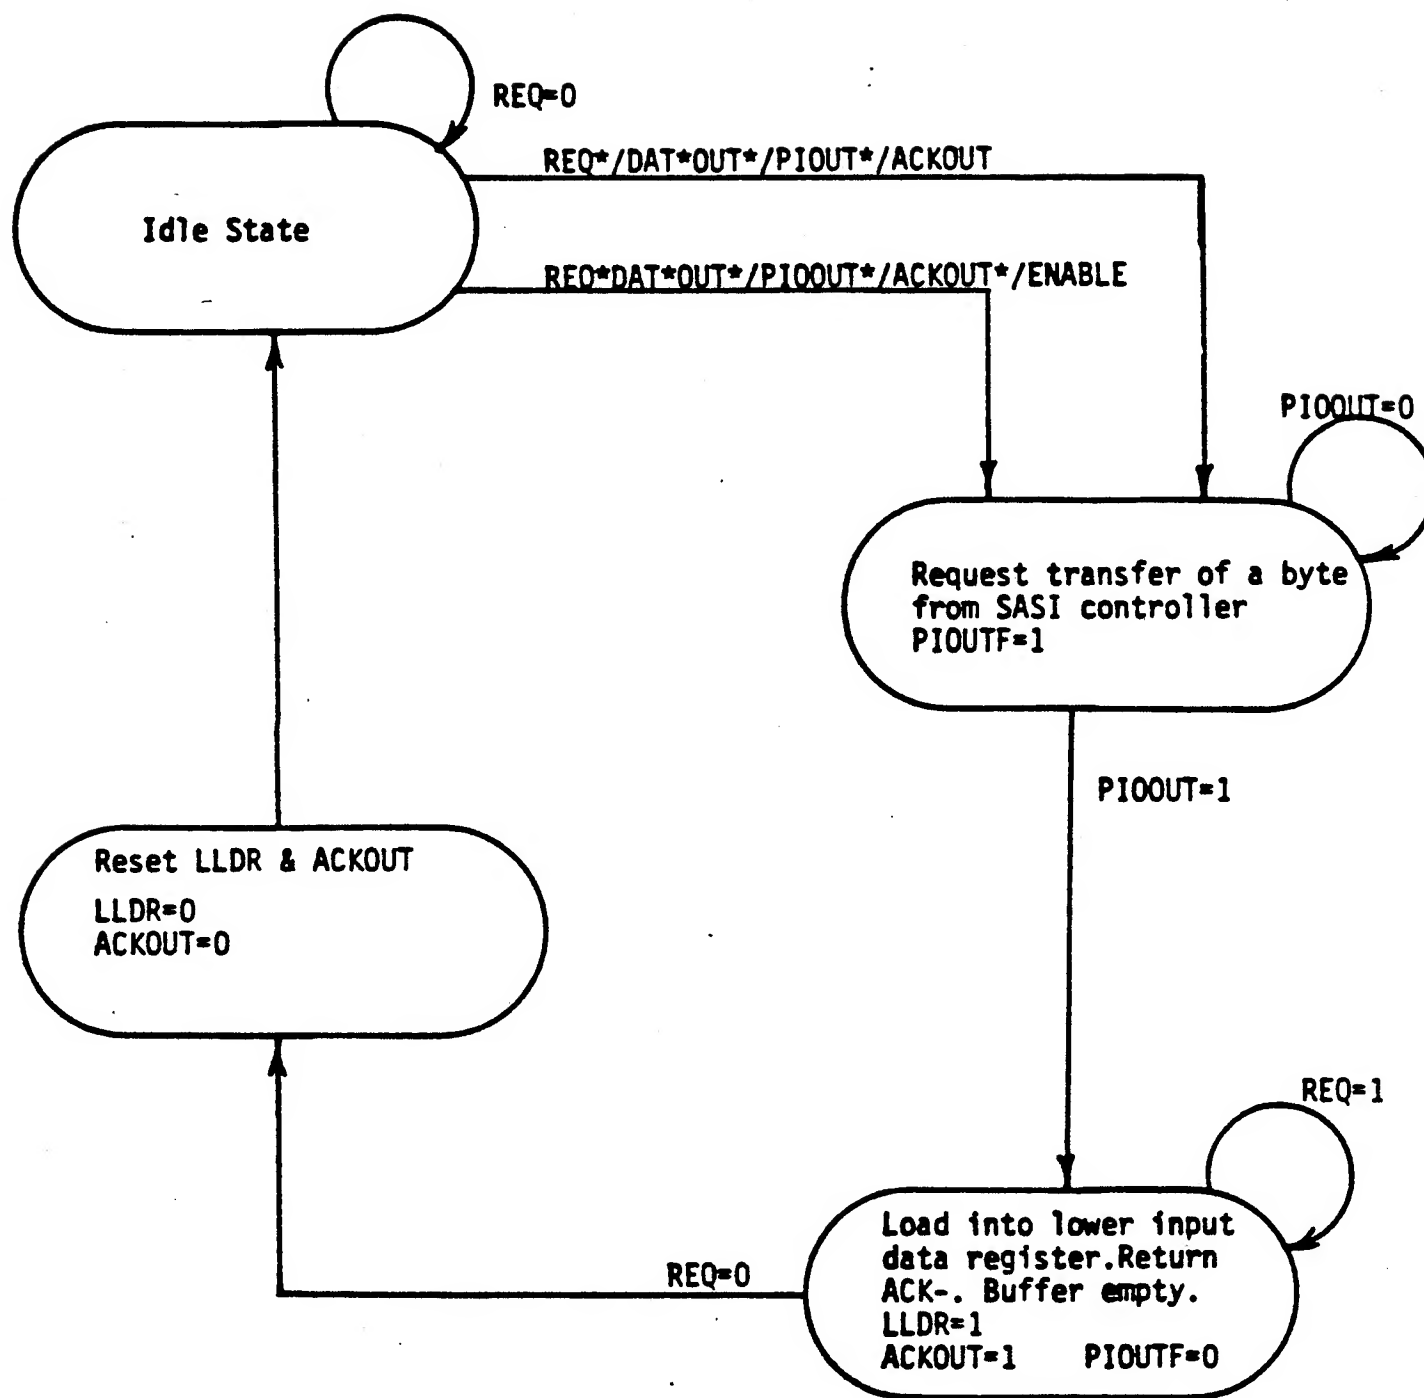 REQ=0
REQ*/DAT*OUT*/PIOUT*/ACKOUT
Idle State
REQ*DAT*OUT*/PIOOUT*/ACKOUT*/ENABLE
PIOOUT=0
Request transfer of a byte
from SASI controller
PIOUTF=1
PIOOUT=1
Reset LLDR & ACKOUT
LLDR=0
ACKOUT=0
REQ=1
Load into lower input
data register.Return
ACK-. Buffer empty.
LLDR=1
ACKOUT=1 PIOUTF=0
REQ=0